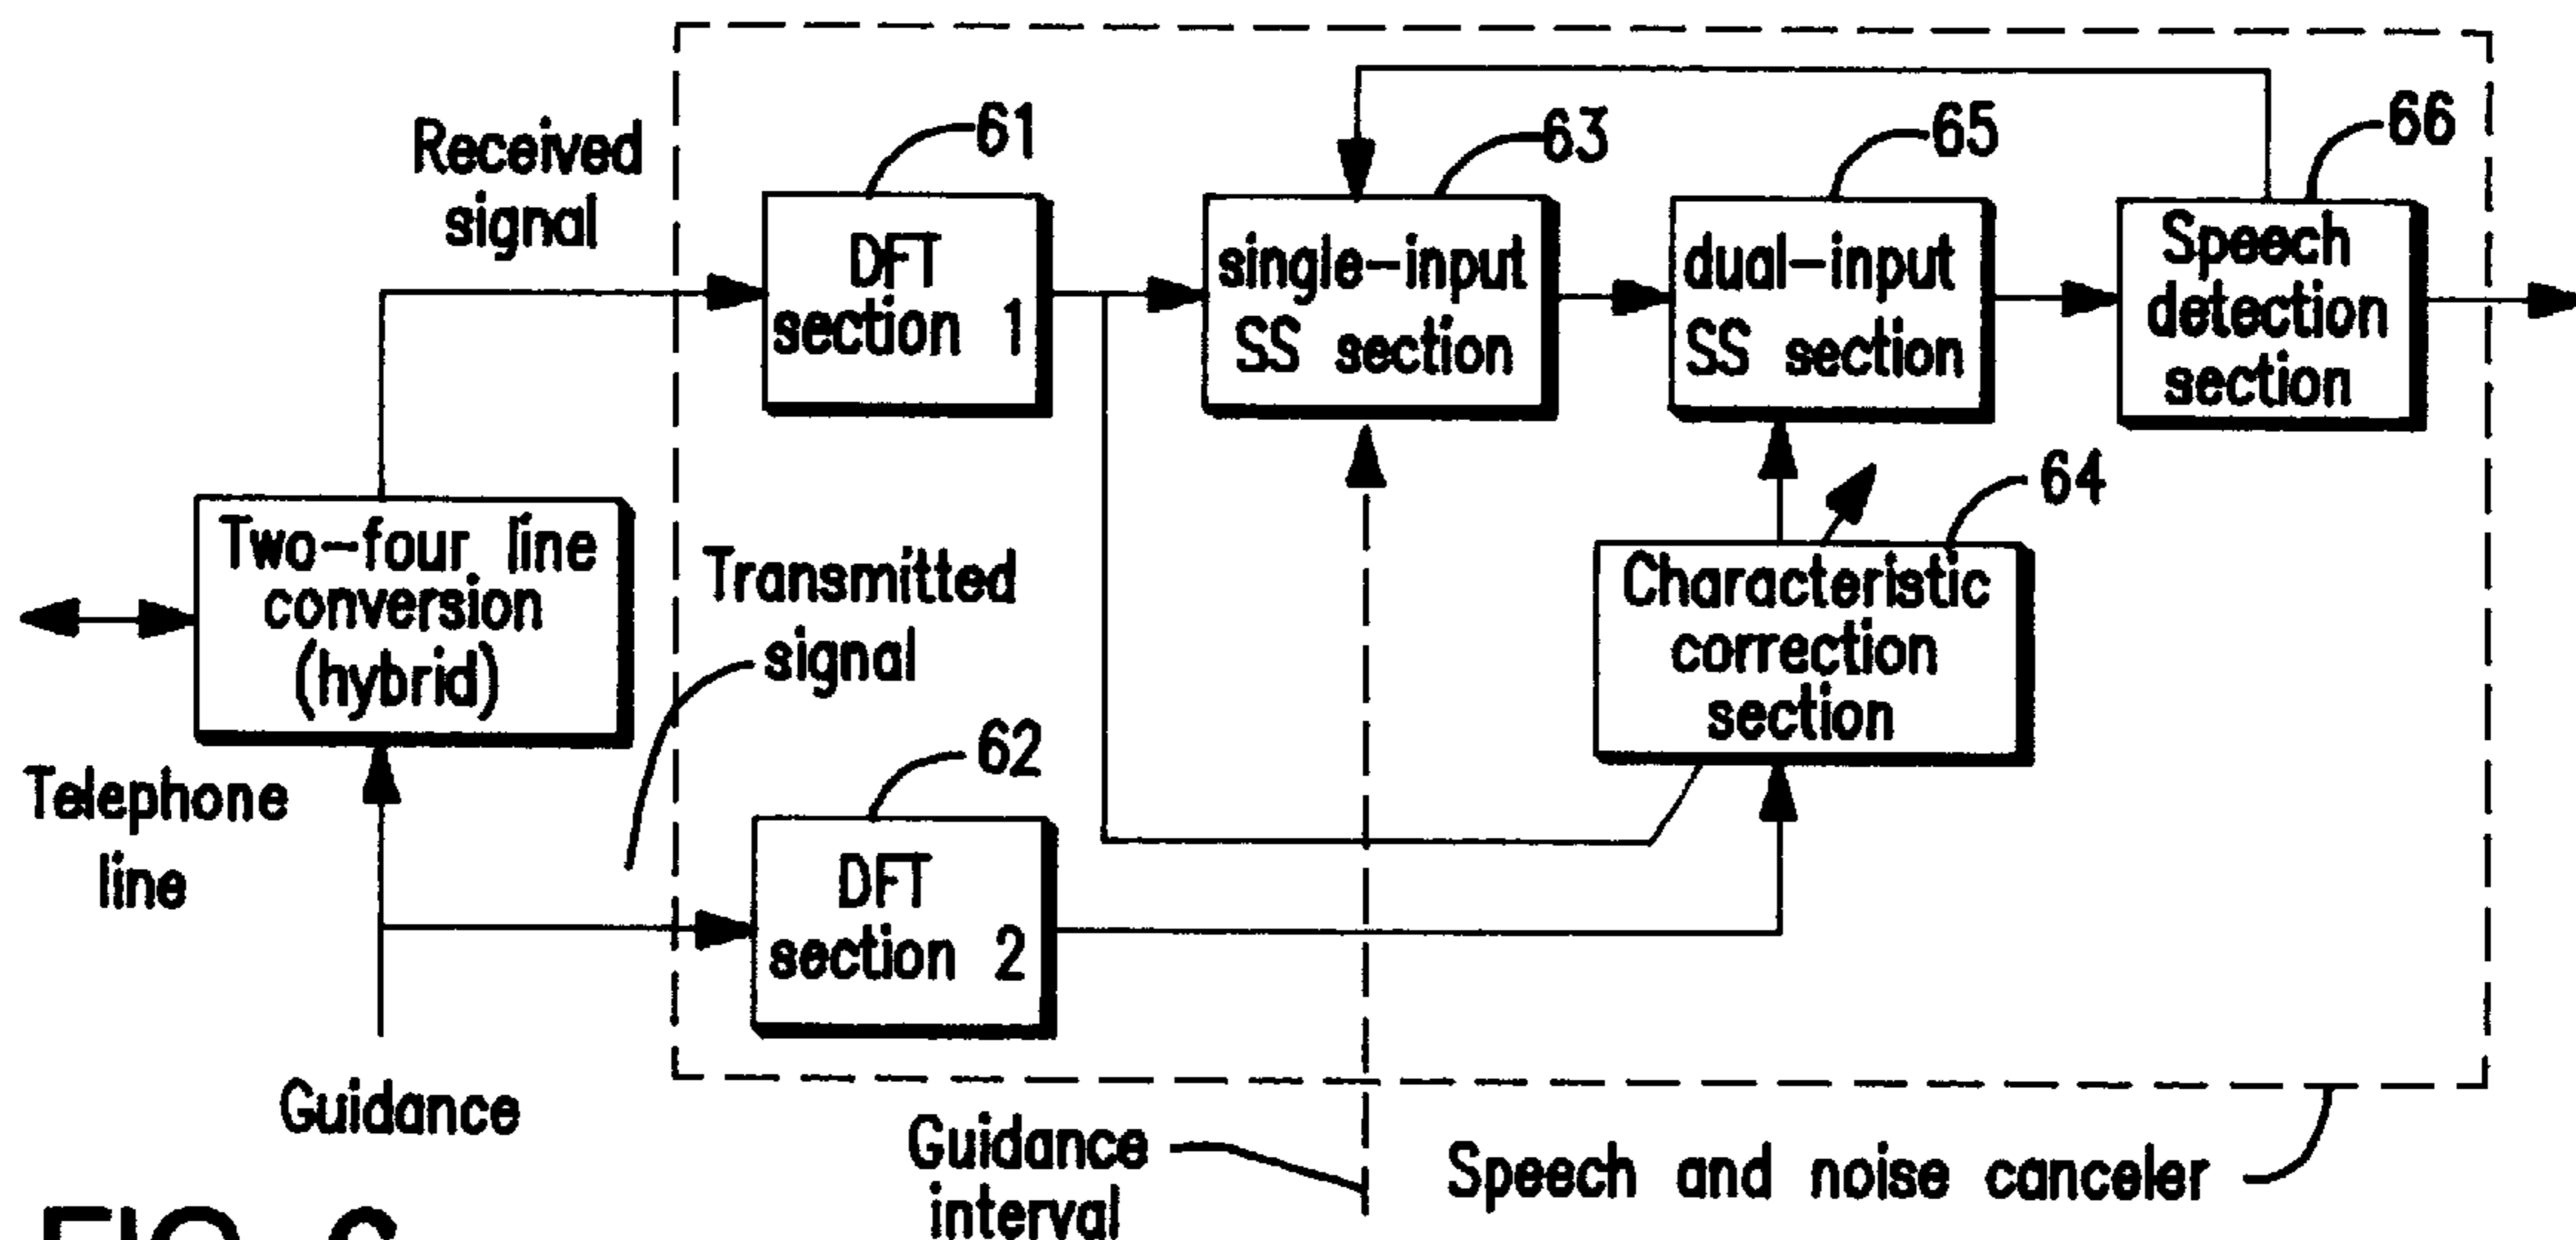 Received
signal
61
DFT
section 1
63
single-input
SS section
65
dual-input
SS section
66
Speech
detection
section
Two-four line
conversion
(hybrid)
Telephone
line
Transmitted
signal
62
DFT
section 2
64
Characteristic
correction
section
Guidance
Guidance
interval
Speech and noise canceler
FIG. 6